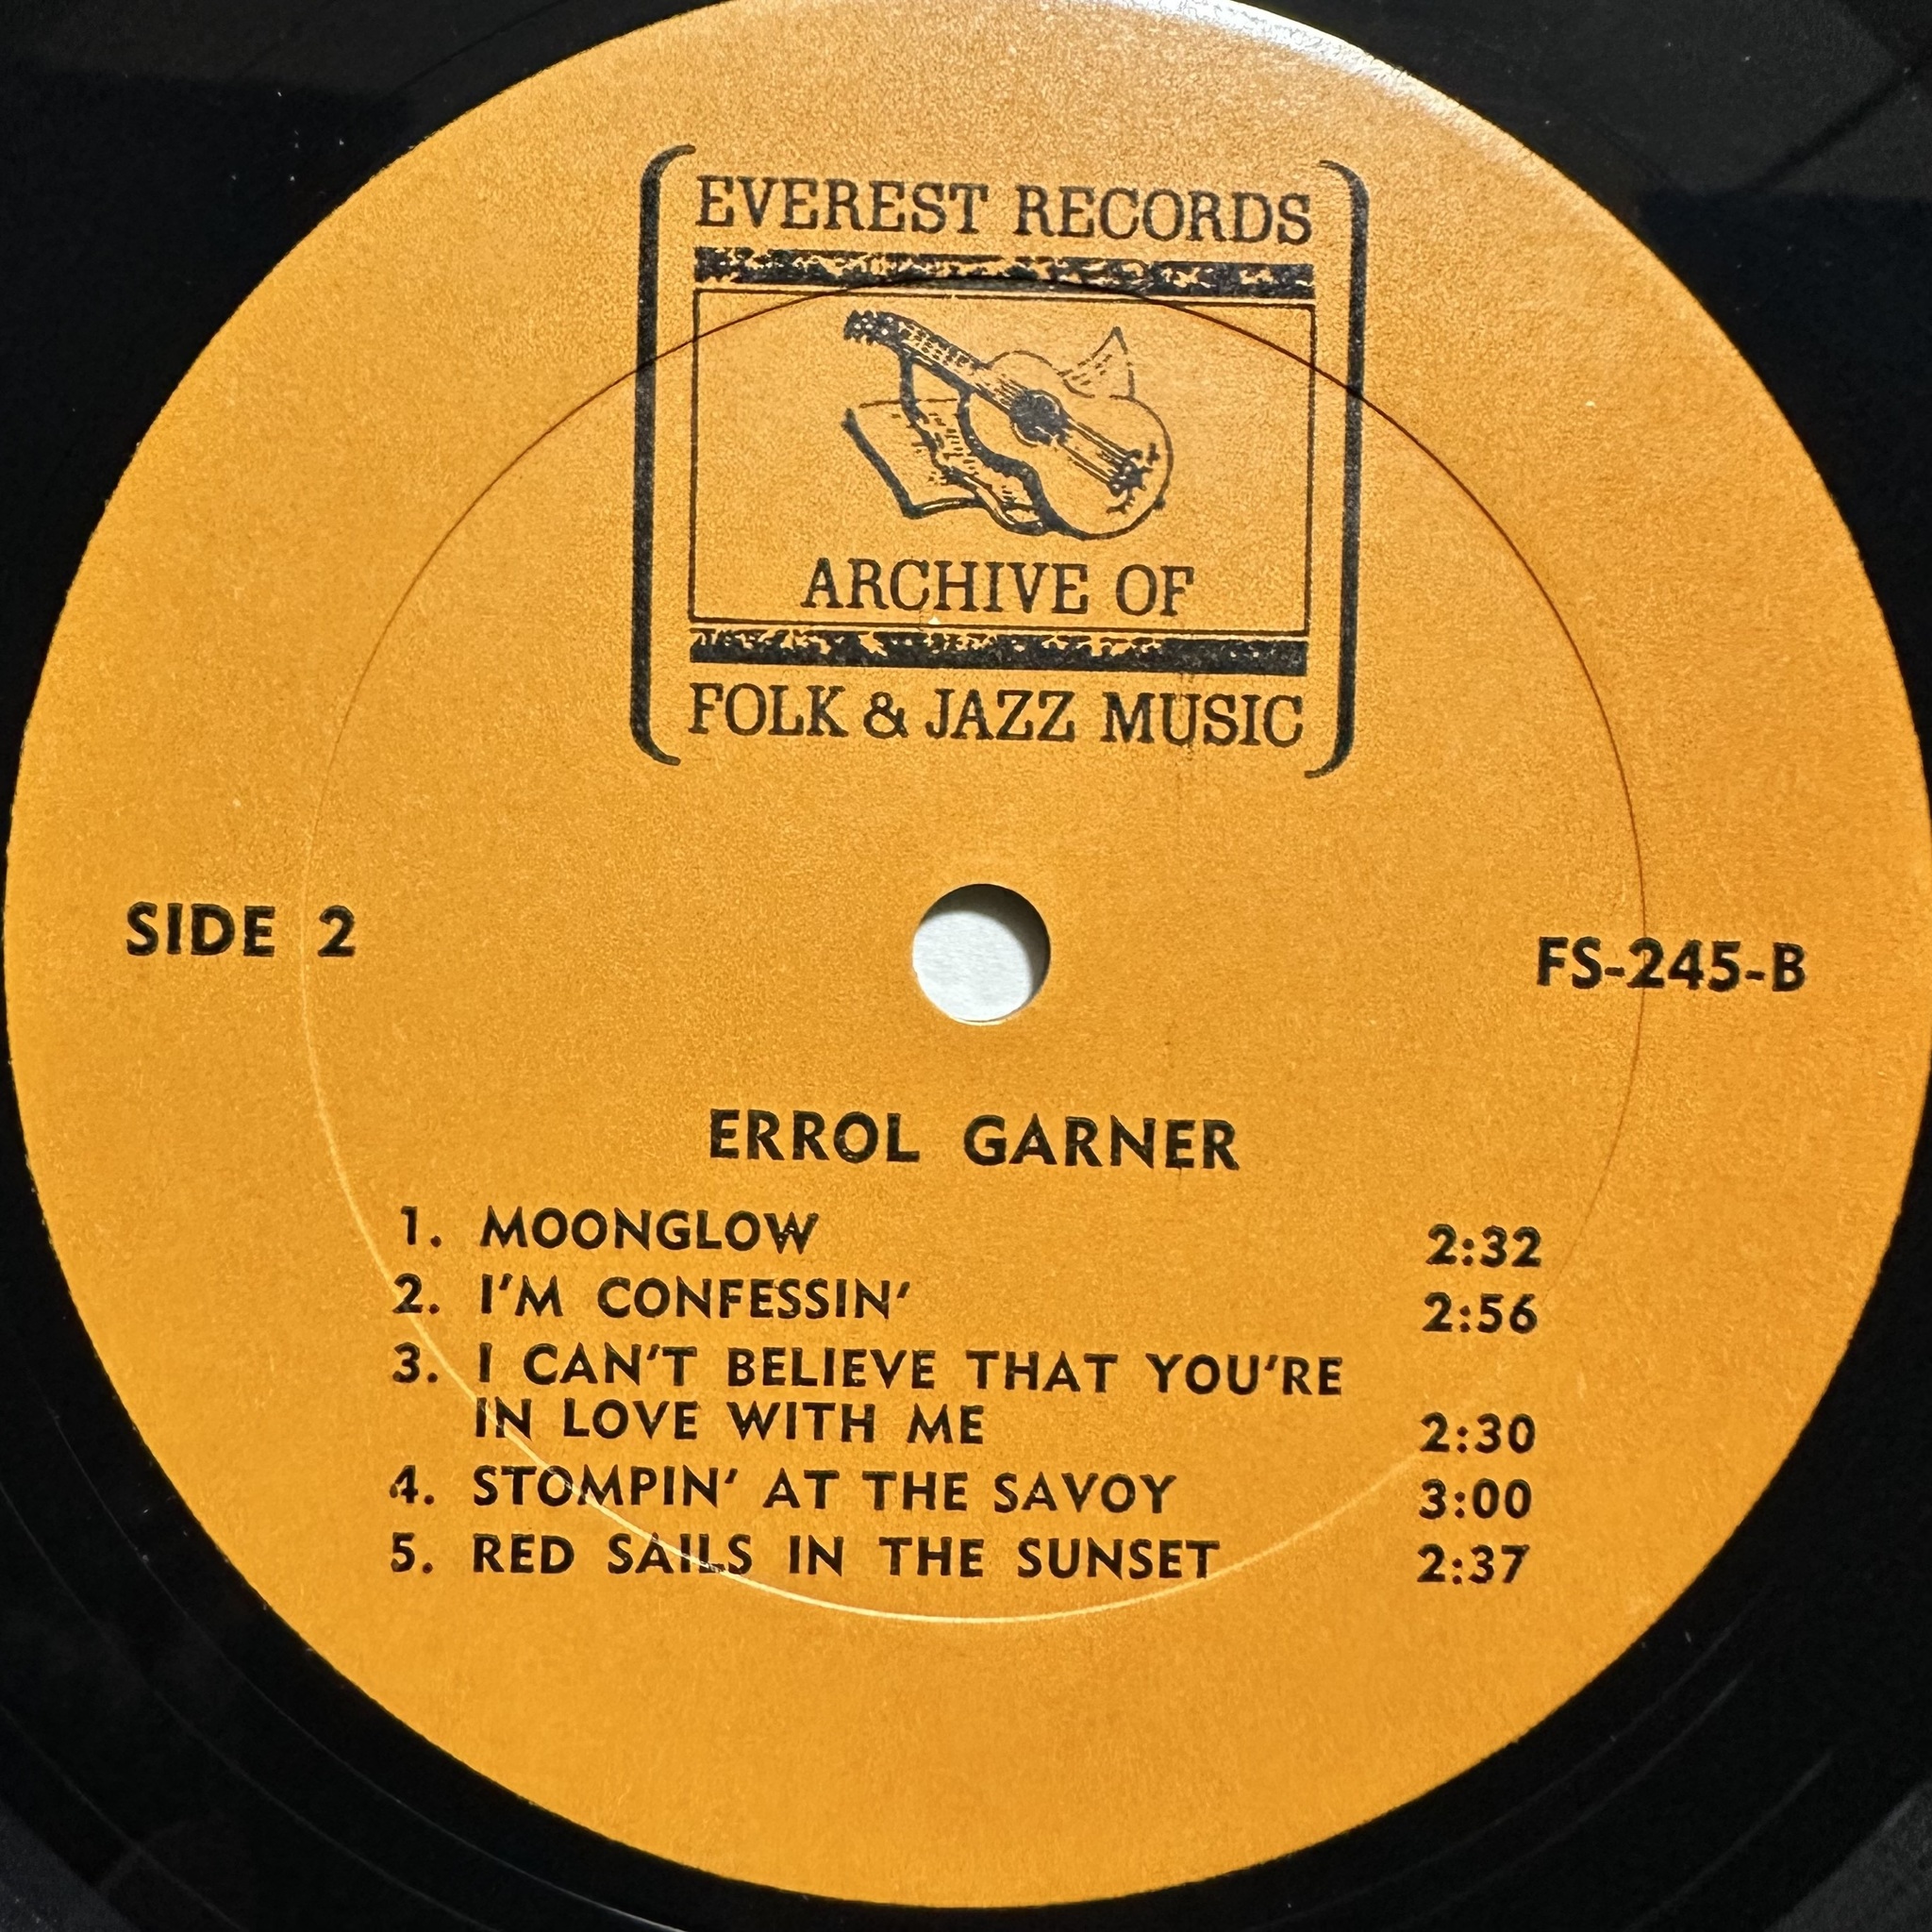 EVEREST RECORDS
ARCHIVE OF
FOLK & JAZZ MUSIC
SIDE 2
FS-245-B
ERROL GARNER
1. MOONGLOW 2:32
2. I'M CONFESSIN' 2:56
3. I CAN'T BELIEVE THAT YOU'RE
IN LOVE WITH ME 2:30
4. STOMPIN' AT THE SAVOY 3:00
5. RED SAILS IN THE SUNSET 2:37